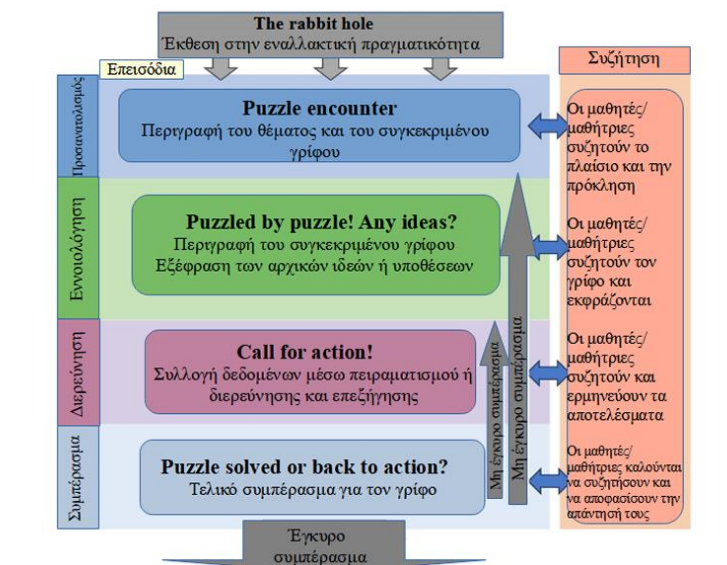 The rabbit hole
Έκθεση στην εναλλακτική πραγματικότητα
Επεισόδια
Συζήτηση
Προσανατολισμός
Puzzle encounter
Περιγραφή του θέματος και του συγκεκριμένου
γρίφου
Οι μαθητές/
μαθήτριες
συζητούν το
πλαίσιο και την
πρόκληση
Εννοιολόγηση
Puzzled by puzzle! Any ideas?
Περιγραφή του συγκεκριμένου γρίφου
Εξέφραση των αρχικών ιδεών ή υποθέσεων
Οι μαθητές/
μαθήτριες
συζητούν τον
γρίφο και
εκφράζονται
Διερεύνηση
Call for action!
Συλλογή δεδομένων μέσω πειραματισμού ή
διερεύνησης και επεξήγησης
Μη έγκυρο συμπέρασμα
Μη έγκυρο συμπέρασμα
Οι μαθητές/
μαθήτριες
συζητούν και
ερμηνεύουν τα
αποτελέσματα
Συμπέρασμα
Puzzle solved or back to action?
Τελικό συμπέρασμα για τον γρίφο
Οι μαθητές/
μαθήτριες καλούνται
να συζητήσουν και
να αποφασίσουν την
απάντησή τους
Έγκυρο
συμπέρασμα